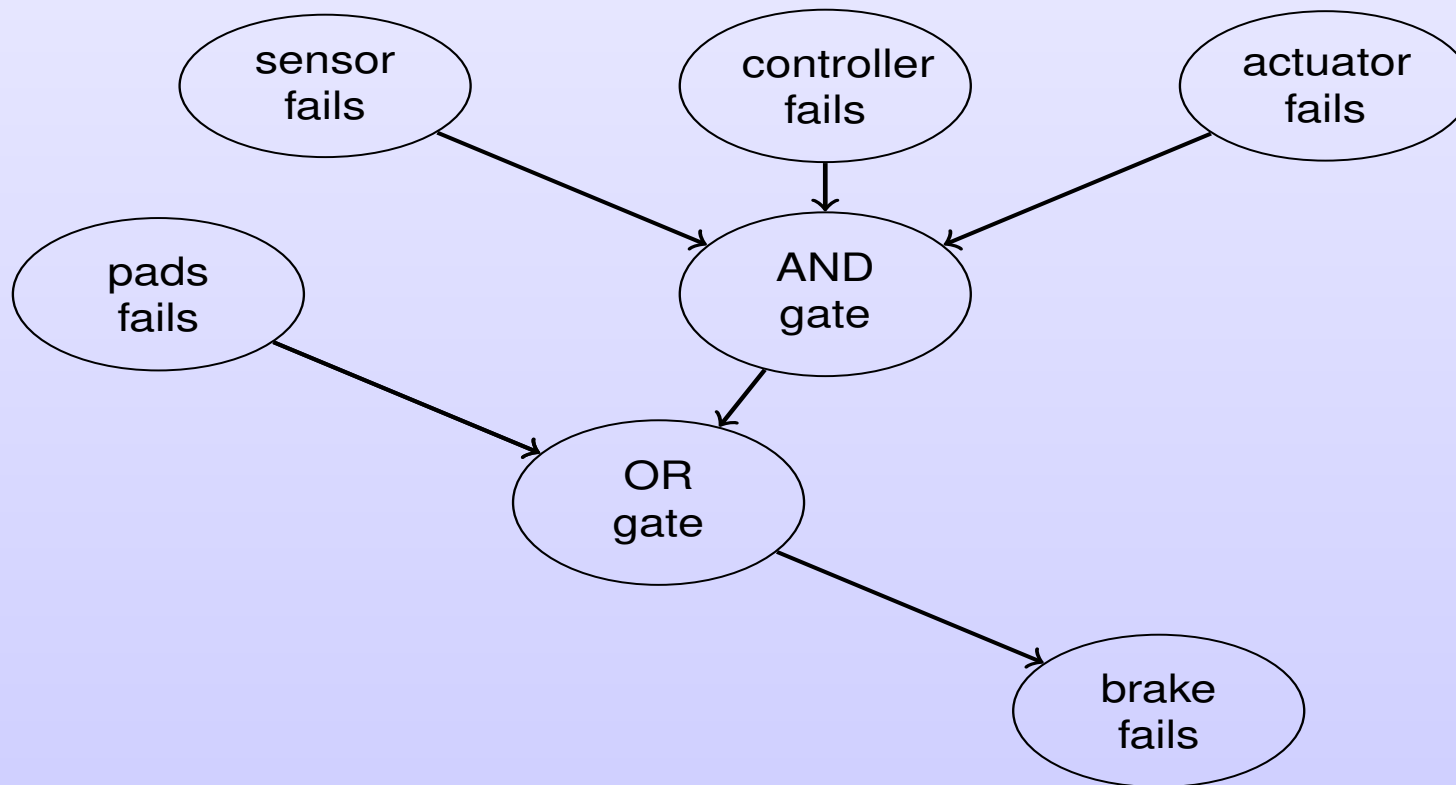 sensor
fails
controller
fails
actuator
fails
pads
fails
AND
gate
OR
gate
brake
fails